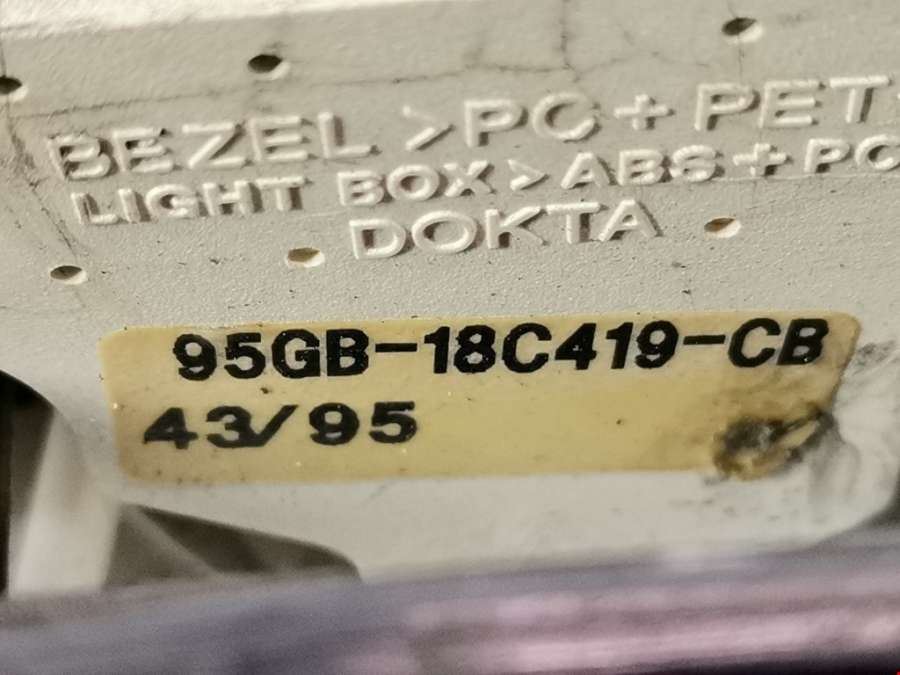 BEZEL >PC + PET
LIGHT BOX > ABS + PC
DOKTA
95GB-18C419-CB
43/95